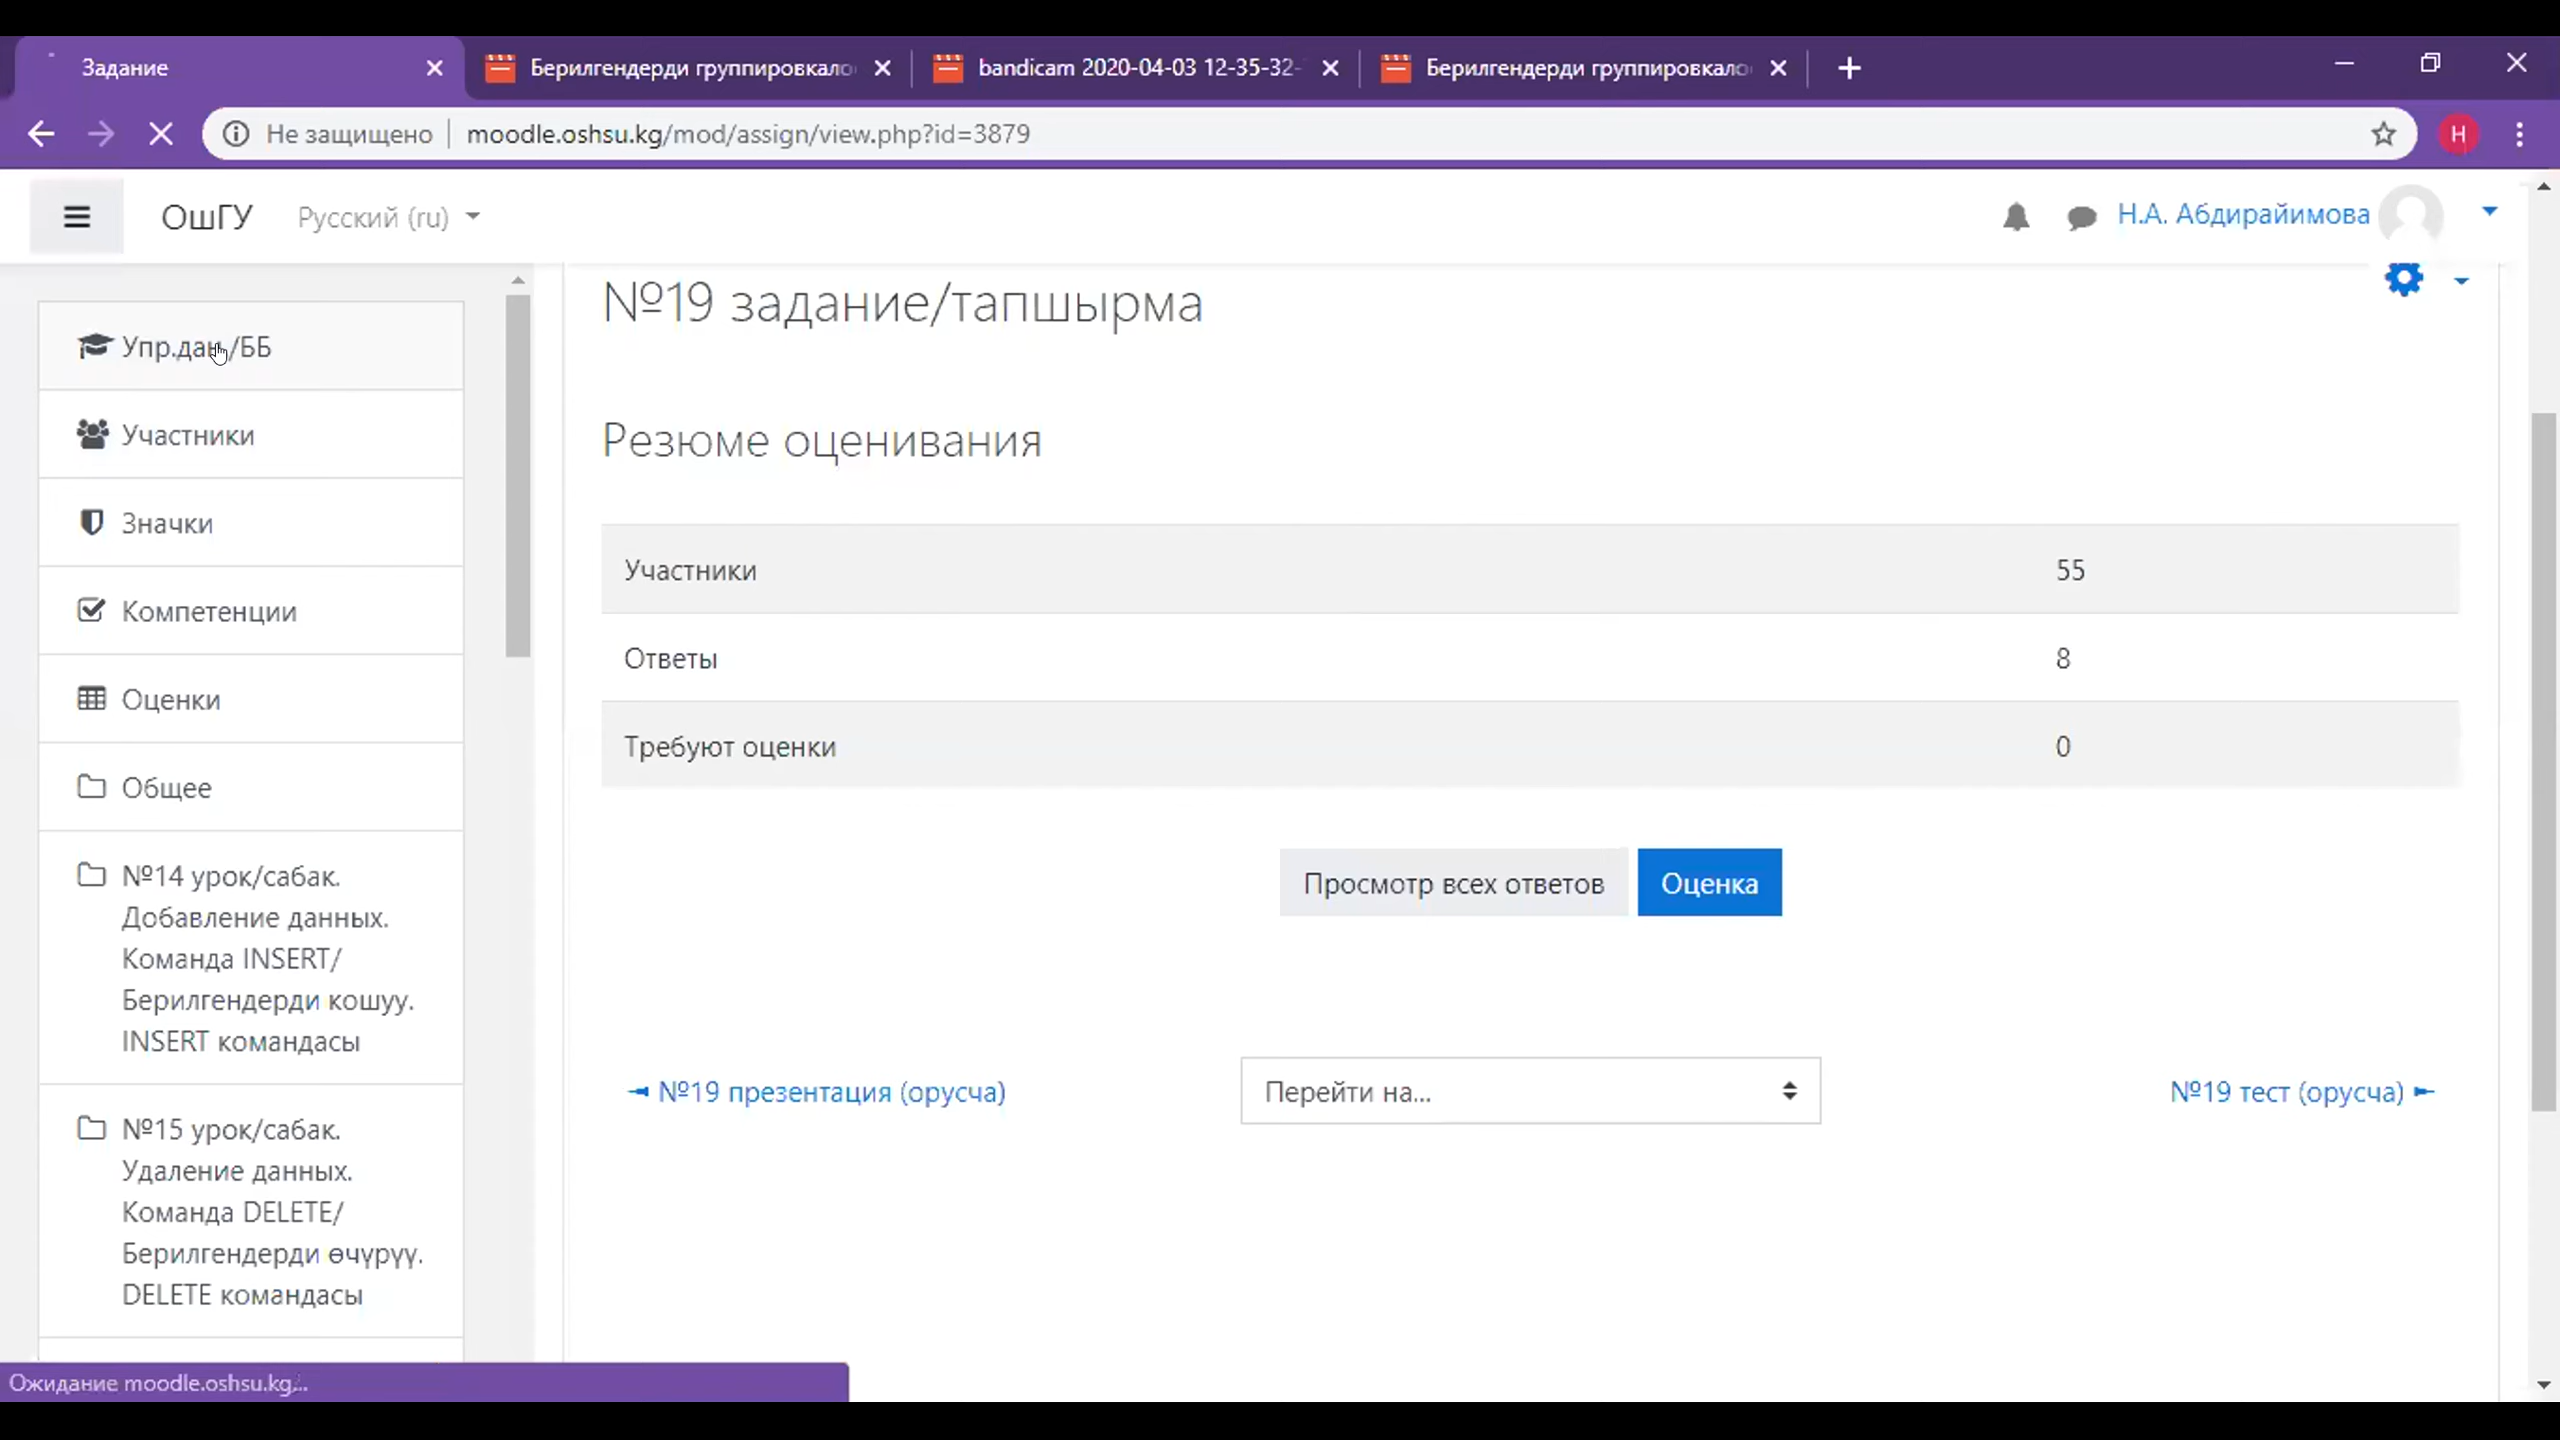 Задание
Берилгендерди группировкало
bandicam 2020-04-03 12-35-32-
Берилгендерди группировкало
Не защищено
moodle.oshsu.kg/mod/assign/view.php?id=3879
H
ОшГУ
Русский (ru)
Н.А. Абдирайимова
Упр.дан./ББ
Участники
Значки
Компетенции
Оценки
Общее
№14 урок/сабак.
Добавление данных.
Команда INSERT/
Берилгендерди кошуу.
INSERT командасы
№15 урок/сабак.
Удаление данных.
Команда DELETE/
Берилгендерди өчүрүү.
DELETE командасы
№19 задание/тапшырма
Резюме оценивания
Участники 55
Ответы 8
Требуют оценки 0
Просмотр всех ответов
Оценка
№19 презентация (орусча)
Перейти на...
№19 тест (орусча)
Ожидание moodle.oshsu.kg...